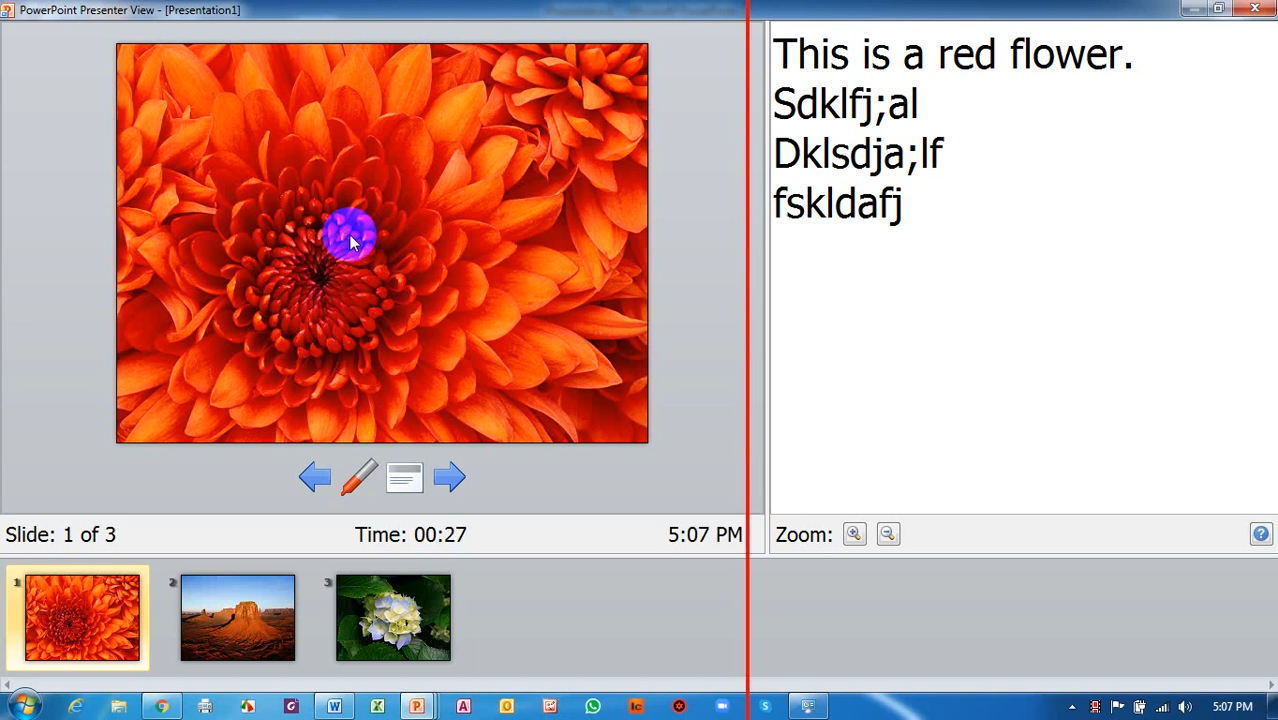 PowerPoint Presenter View - [Presentation1]
This is a red flower.
Sdklfj;al
Dklsdja;lf
fskldafj
Slide: 1 of 3
Time: 00:27
5:07 PM
Zoom:
1
2
3
5:07 PM